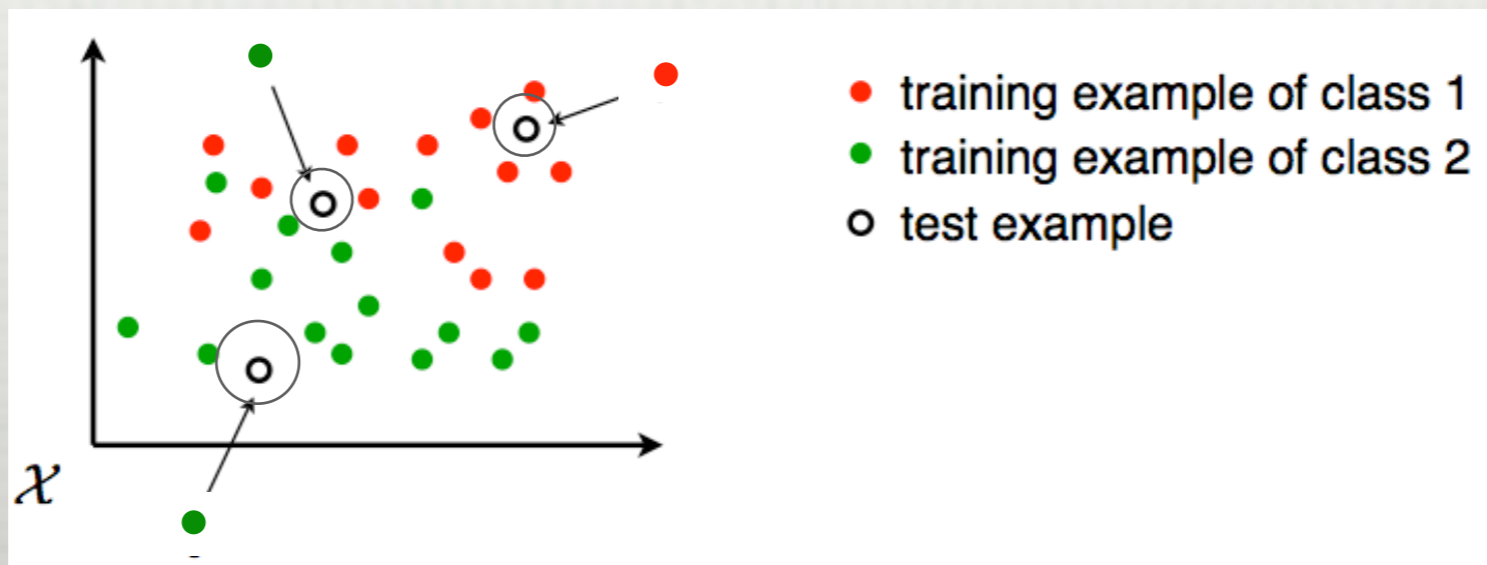 training example of class 1
training example of class 2
test example
𝒳